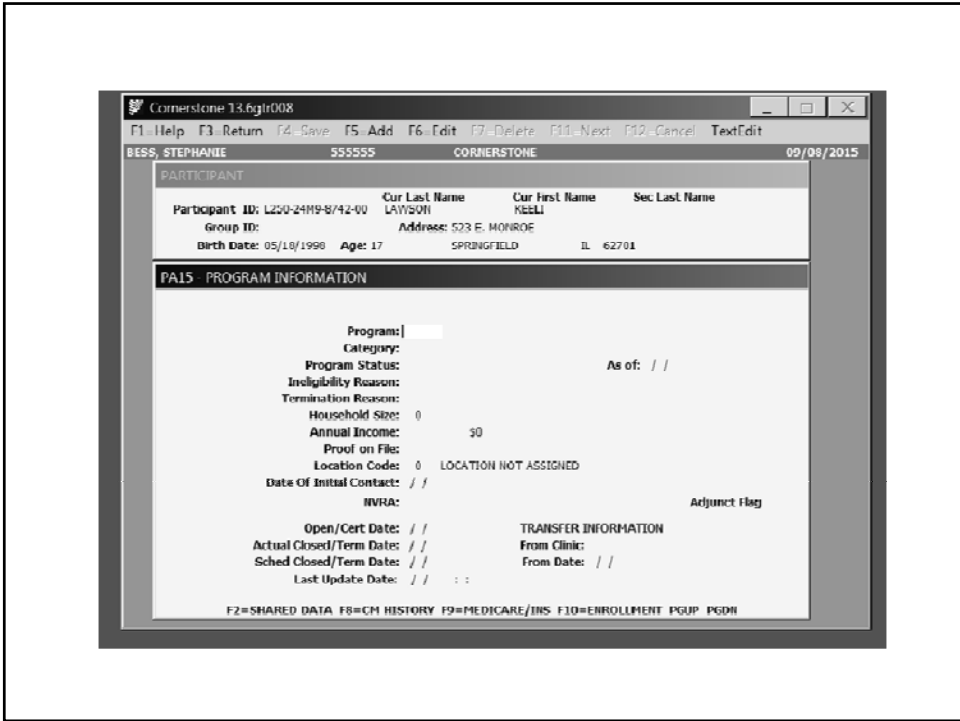 Cornerstone 13.6gtr008
F1=Help F3=Return F4=Save F5=Add F6=Edit F7=Delete F11=Next F12=Cancel TextEdit
BESS, STEPHANIE 555555 CORNERSTONE 09/08/2015
PARTICIPANT
Cur Last Name Cur First Name Sec Last Name
Participant ID: L250-24M9-8742-00 LAWSON KEELI
Group ID: Address: 523 E. MONROE
Birth Date: 05/18/1998 Age: 17 SPRINGFIELD IL 62701
PA15 - PROGRAM INFORMATION
Program:
Category:
Program Status: As of: / /
Ineligibility Reason:
Termination Reason:
Household Size: 0
Annual Income: $0
Proof on File:
Location Code: 0 LOCATION NOT ASSIGNED
Date Of Initial Contact: / /
NVRA: Adjunct Flag
Open/Cert Date: / / TRANSFER INFORMATION
Actual Closed/Term Date: / / From Clinic:
Sched Closed/Term Date: / / From Date: / /
Last Update Date: / / : :
F2=SHARED DATA F8=CM HISTORY F9=MEDICARE/INS F10=ENROLLMENT PGUP PGDN